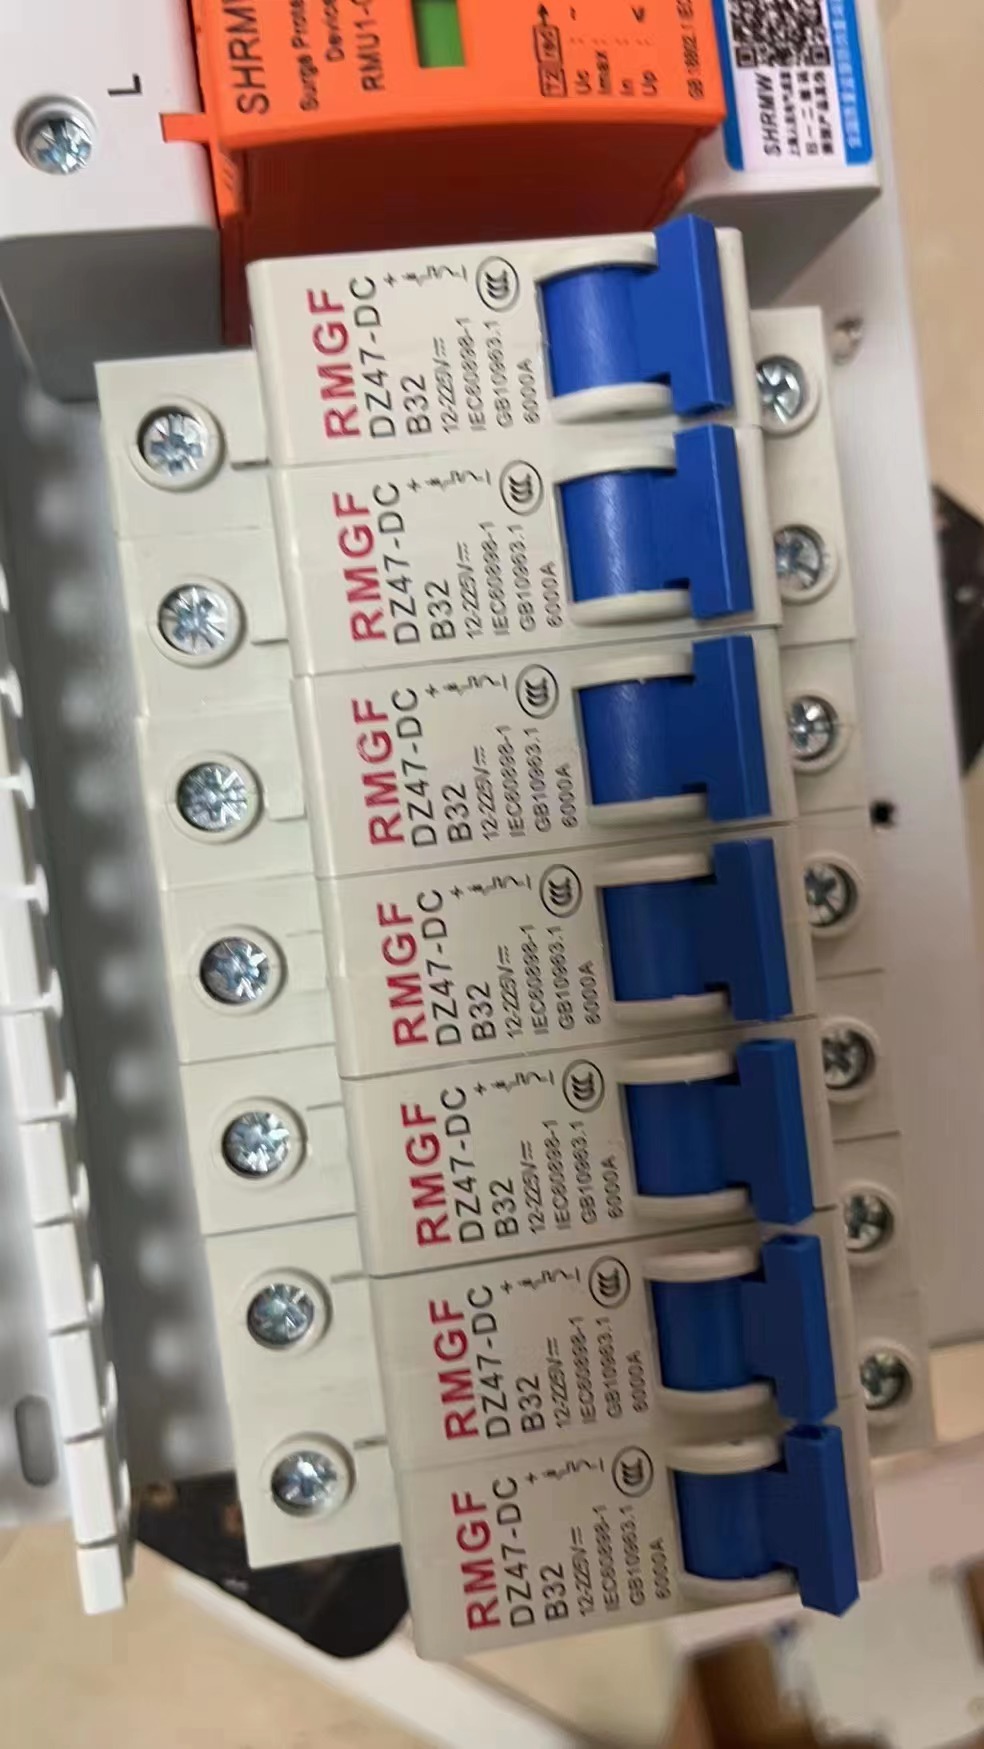 L
SHRMW
Surge Prote
Device
RMU1-
T2
Uc
Imax
In
Up
SHRMW
RMGF
DZ47-DC
B32
12-225V
IEC60898-1
GB10963.1
6000A
RMGF
DZ47-DC
B32
12-225V
IEC60898-1
GB10963.1
6000A
RMGF
DZ47-DC
B32
12-225V
IEC60898-1
GB10963.1
6000A
RMGF
DZ47-DC
B32
12-225V
IEC60898-1
GB10963.1
6000A
RMGF
DZ47-DC
B32
12-225V
IEC60898-1
GB10963.1
6000A
RMGF
DZ47-DC
B32
12-225V
IEC60898-1
GB10963.1
6000A
RMGF
DZ47-DC
B32
12-225V
IEC60898-1
GB10963.1
6000A